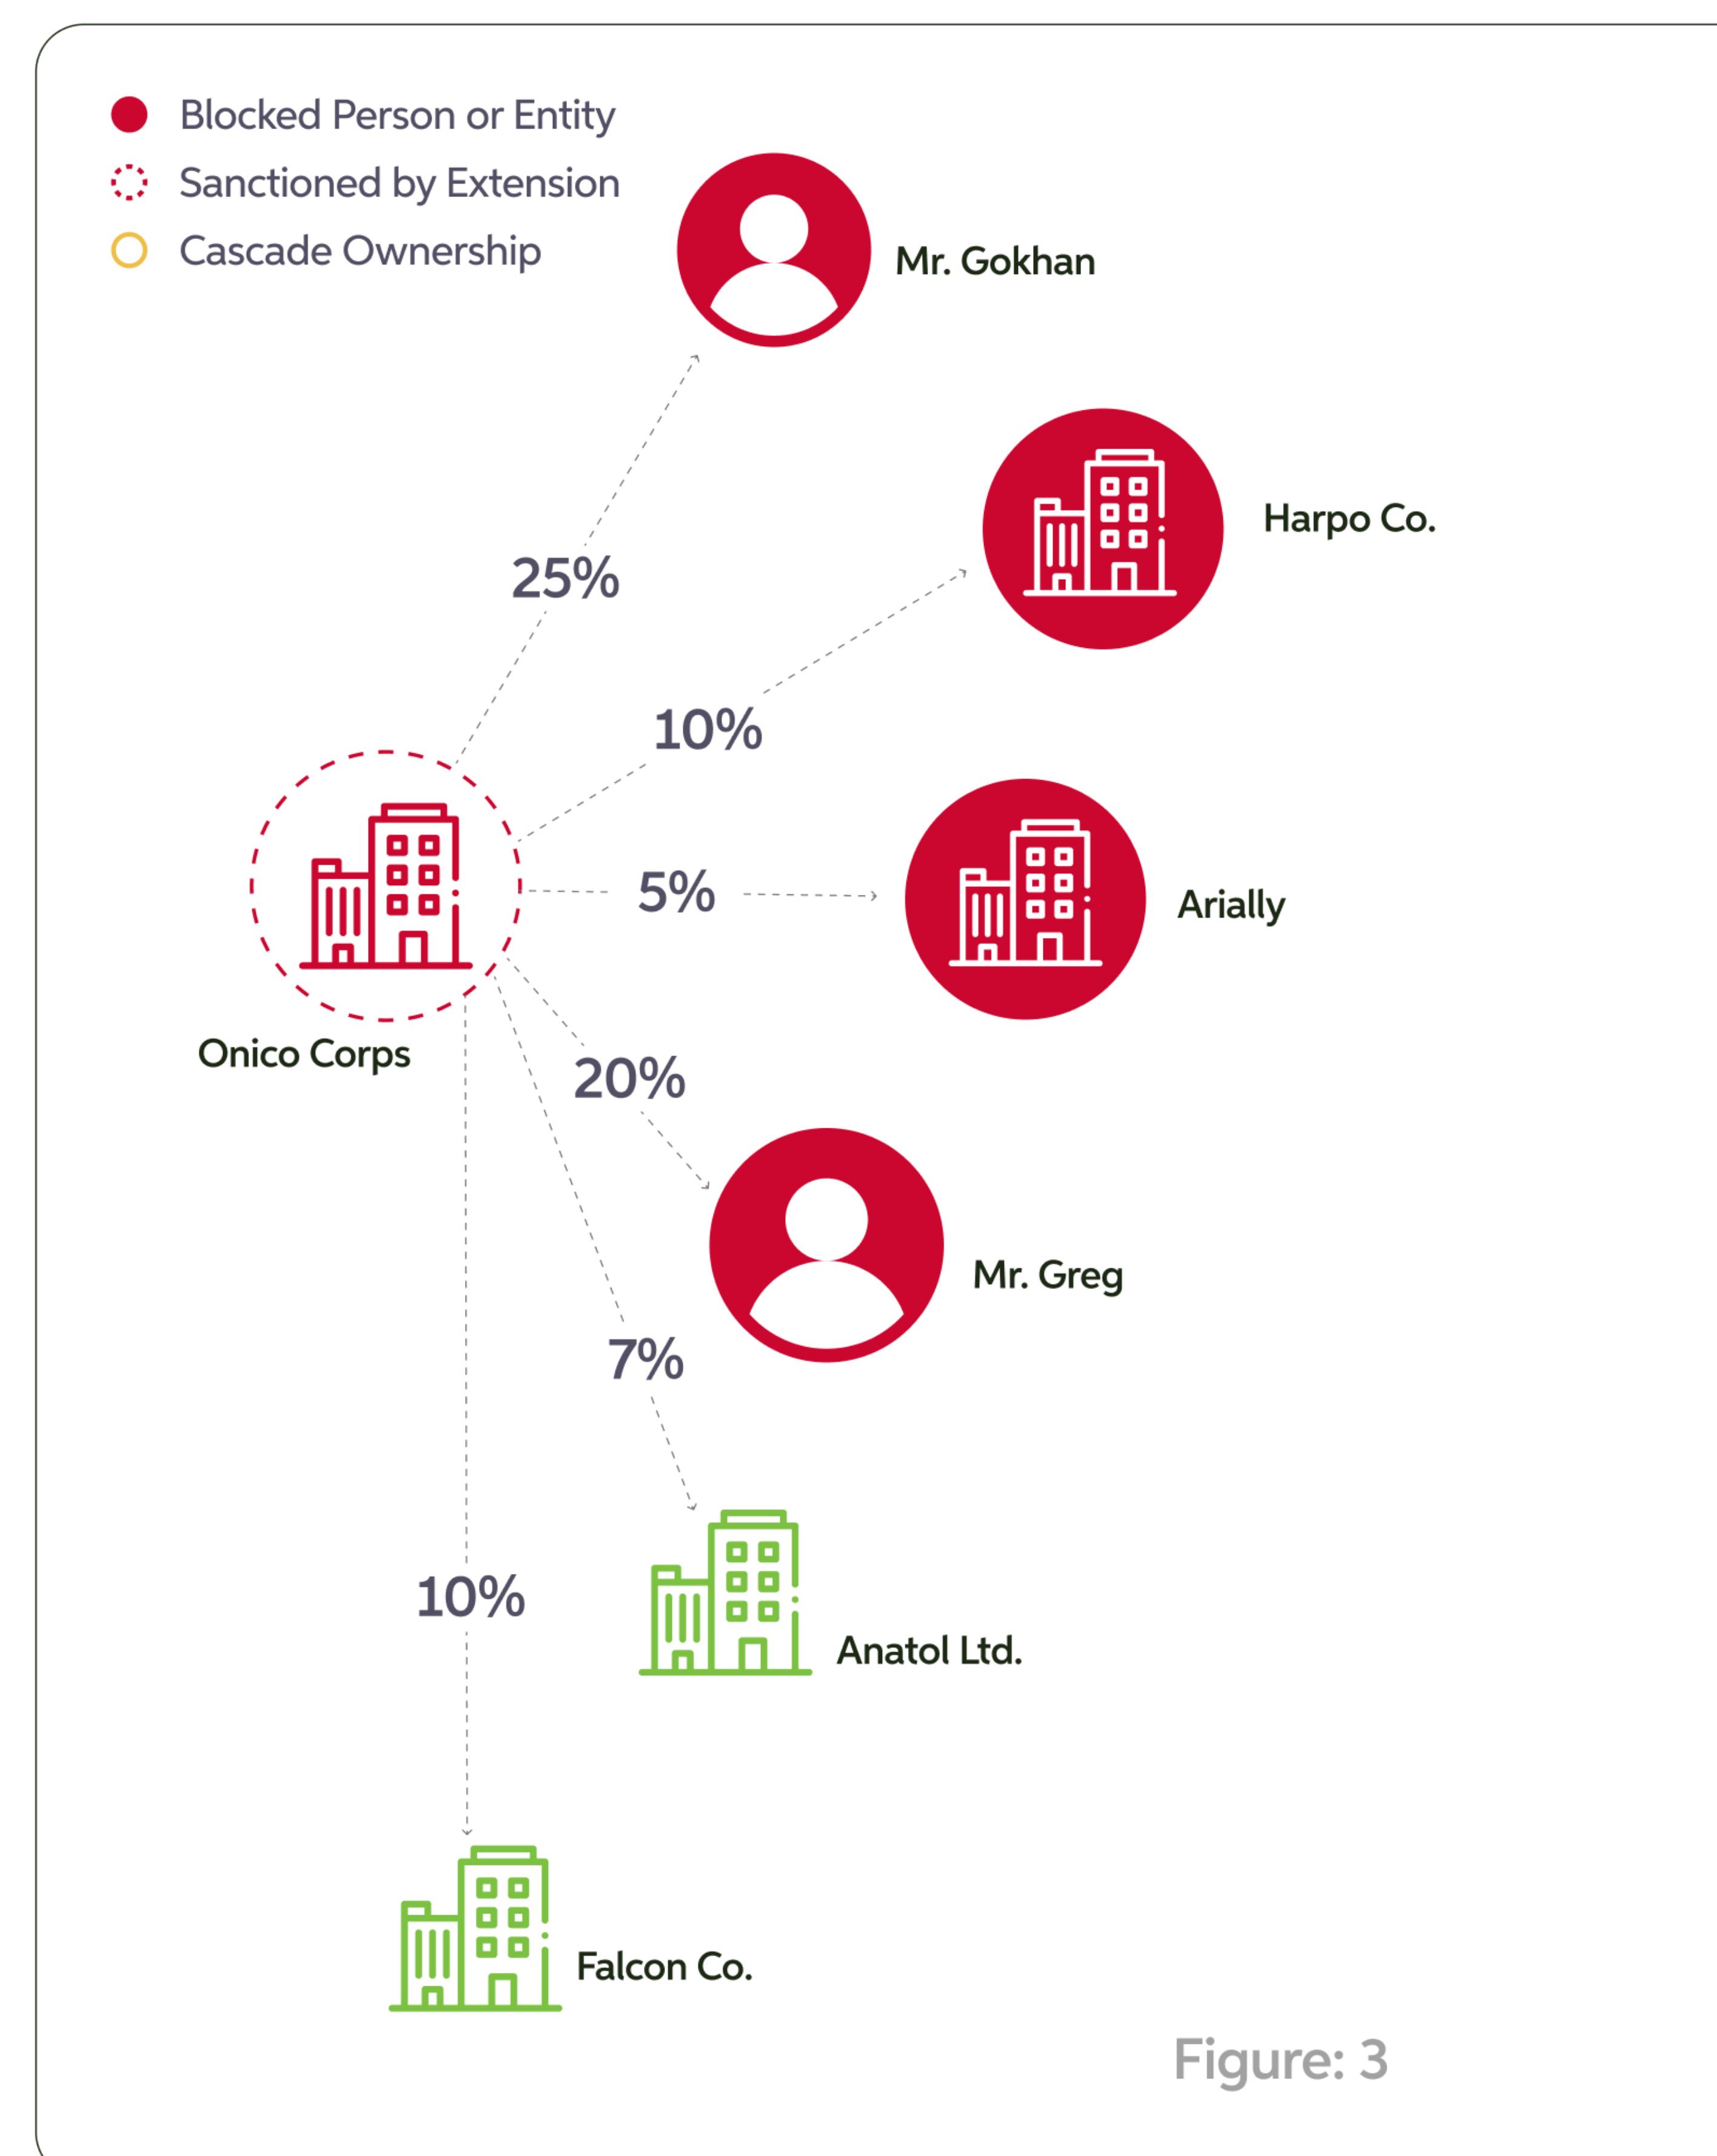 Blocked Person or Entity
Sanctioned by Extension
Cascade Ownership
Mr. Gokhan
Harpo Co.
25%
10%
5%
Arially
Onico Corps
20%
Mr. Greg
7%
10%
Anatol Ltd.
Falcon Co.
Figure: 3